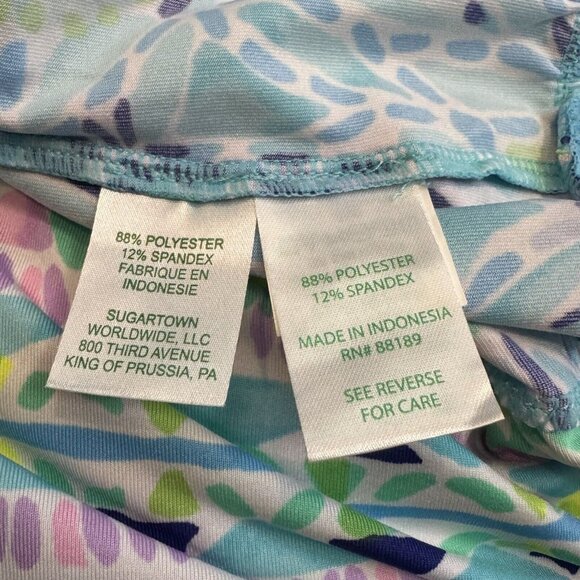 88% POLYESTER
12% SPANDEX
FABRIQUE EN
INDONESIE
SUGARTOWN
WORLDWIDE, LLC
800 THIRD AVENUE
KING OF PRUSSIA, PA
88% POLYESTER
12% SPANDEX
MADE IN INDONESIA
RN# 88189
SEE REVERSE
FOR CARE